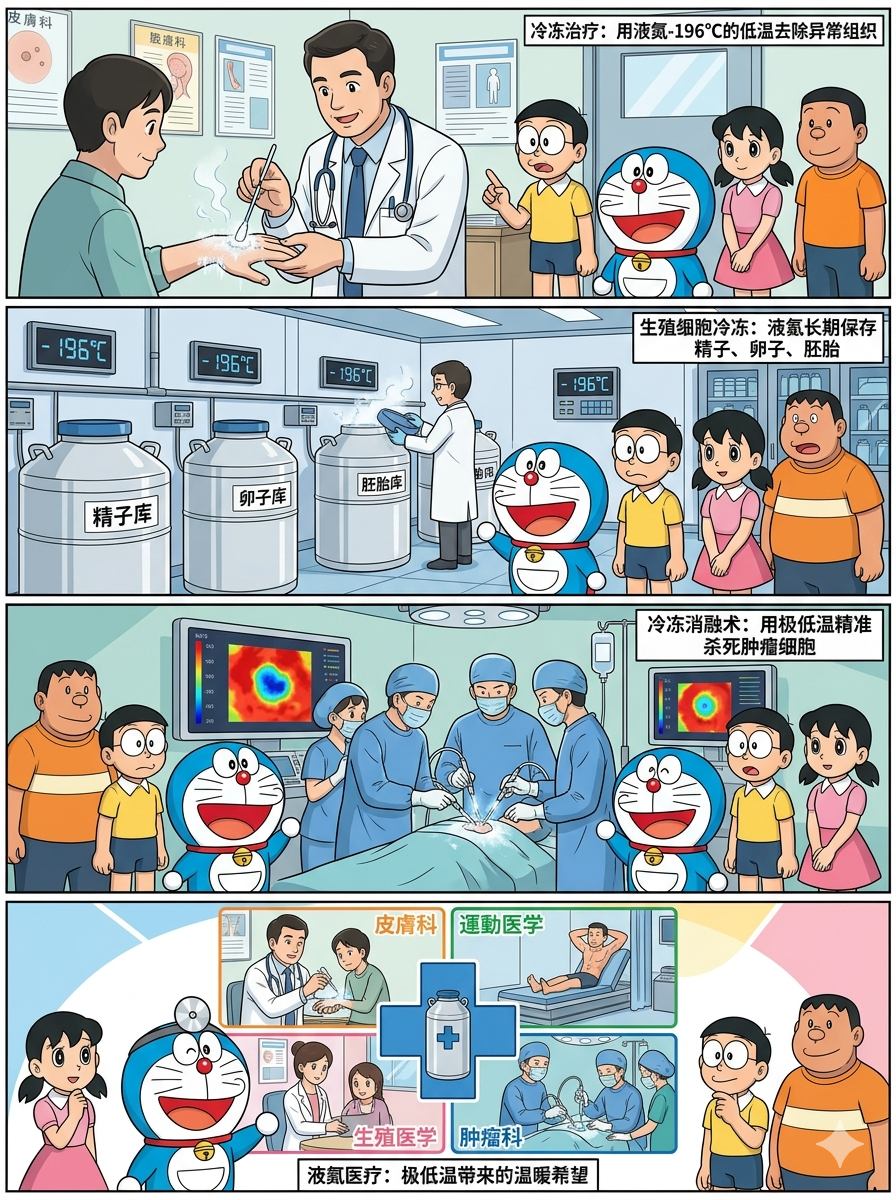 皮膚科
冷冻治疗：用液氮-196℃的低温去除异常组织
生殖细胞冷冻：液氮长期保存
精子、卵子、胚胎
-196℃
-196℃
-196℃
-196℃
精子库
卵子库
胚胎库
冷冻消融术：用极低温精准
杀死肿瘤细胞
皮膚科
運動医学
生殖医学
肿瘤科
液氮医疗：极低温带来的温暖希望